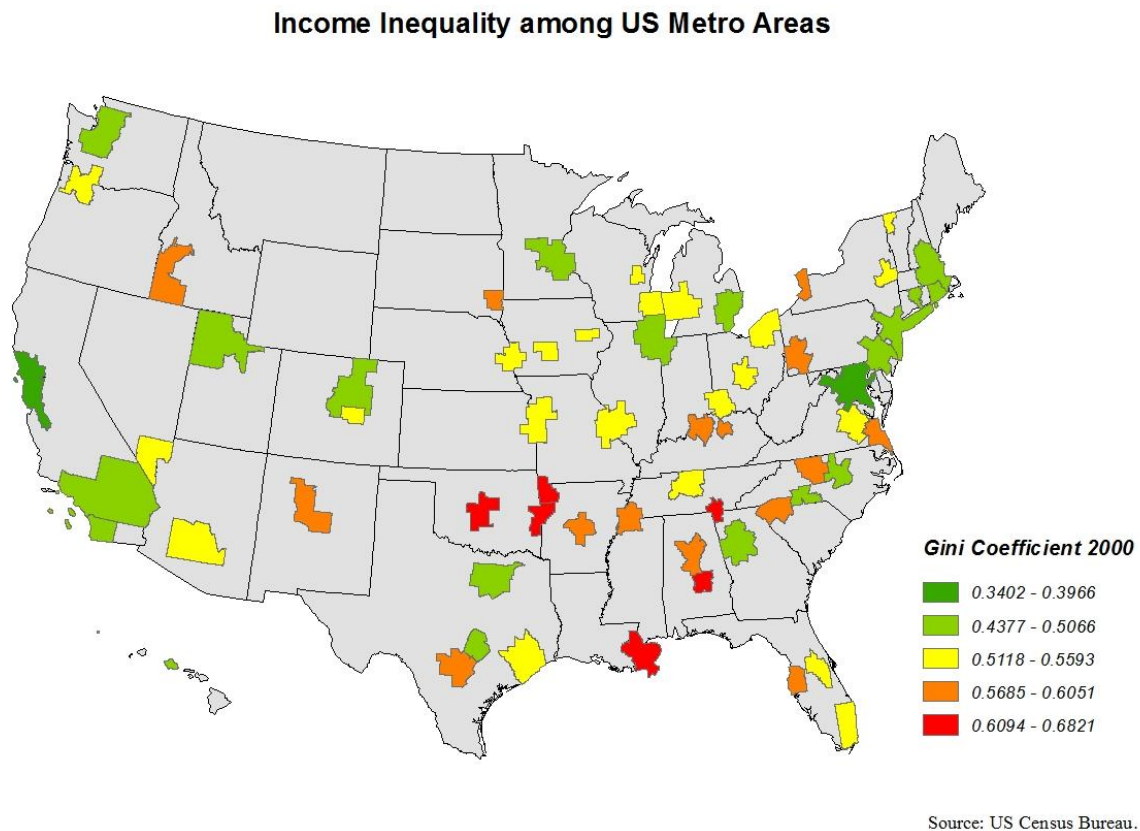 Income Inequality among US Metro Areas
Gini Coefficient 2000
0.3402 - 0.3966
0.4377 - 0.5066
0.5118 - 0.5593
0.5685 - 0.6051
0.6094 - 0.6821
Source: US Census Bureau.